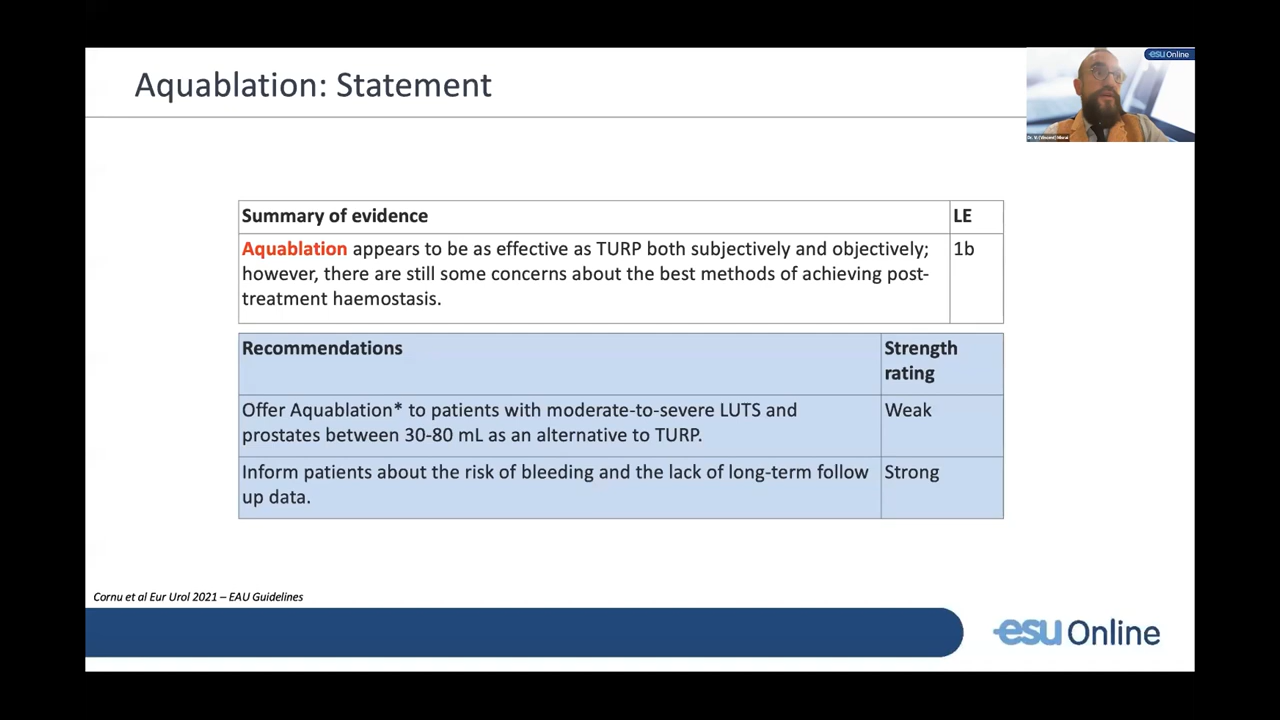 Aquablation: Statement
esu Online
Summary of evidence
LE
Aquablation appears to be as effective as TURP both subjectively and objectively;
however, there are still some concerns about the best methods of achieving post-
treatment haemostasis.
1b
Recommendations
Strength
rating
Offer Aquablation* to patients with moderate-to-severe LUTS and
prostates between 30-80 mL as an alternative to TURP.
Weak
Inform patients about the risk of bleeding and the lack of long-term follow
up data.
Strong
Cornu et al Eur Urol 2021 – EAU Guidelines
esu Online